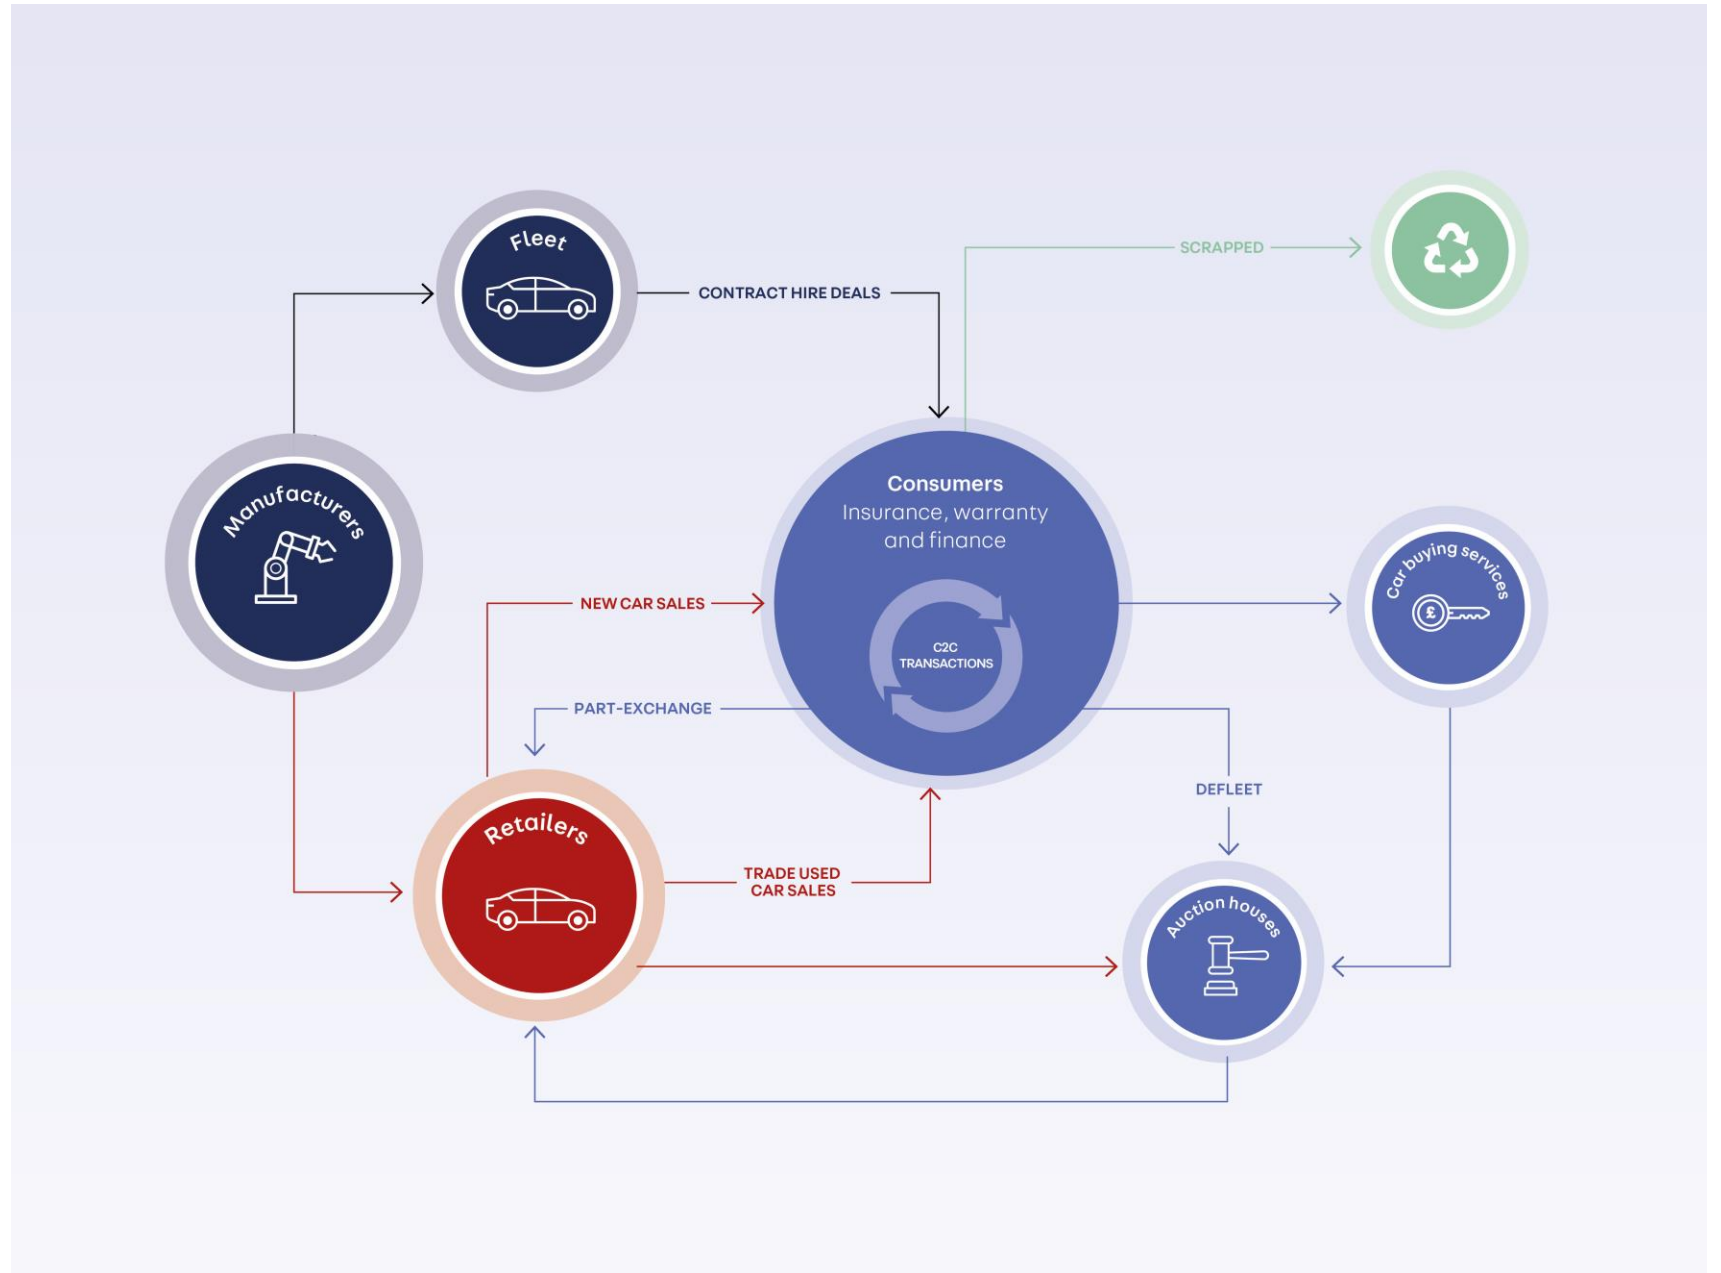 Fleet
CONTRACT HIRE DEALS
SCRAPPED
Manufacturers
Consumers
Insurance, warranty
and finance
C2C
TRANSACTIONS
Car buying services
£
NEW CAR SALES
PART-EXCHANGE
DEFLEET
Retailers
TRADE USED
CAR SALES
Auction houses